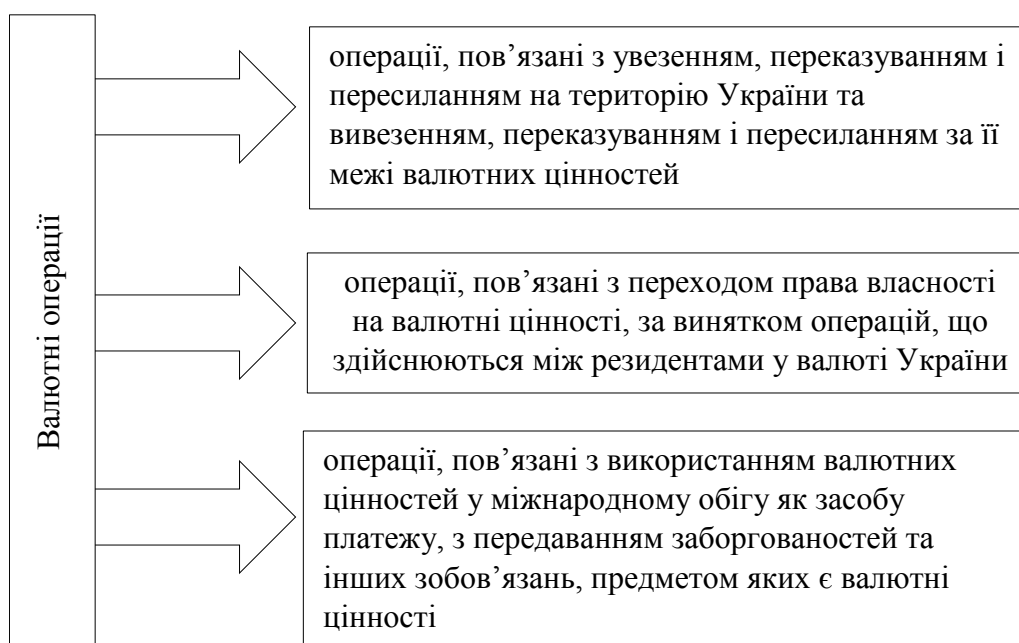 Валютні операції
операції, пов’язані з увезенням, переказуванням і
пересиланням на територію України та
вивезенням, переказуванням і пересиланням за її
межі валютних цінностей
операції, пов’язані з переходом права власності
на валютні цінності, за винятком операцій, що
здійснюються між резидентами у валюті України
операції, пов’язані з використанням валютних
цінностей у міжнародному обігу як засобу
платежу, з передаванням заборгованостей та
інших зобов’язань, предметом яких є валютні
цінності